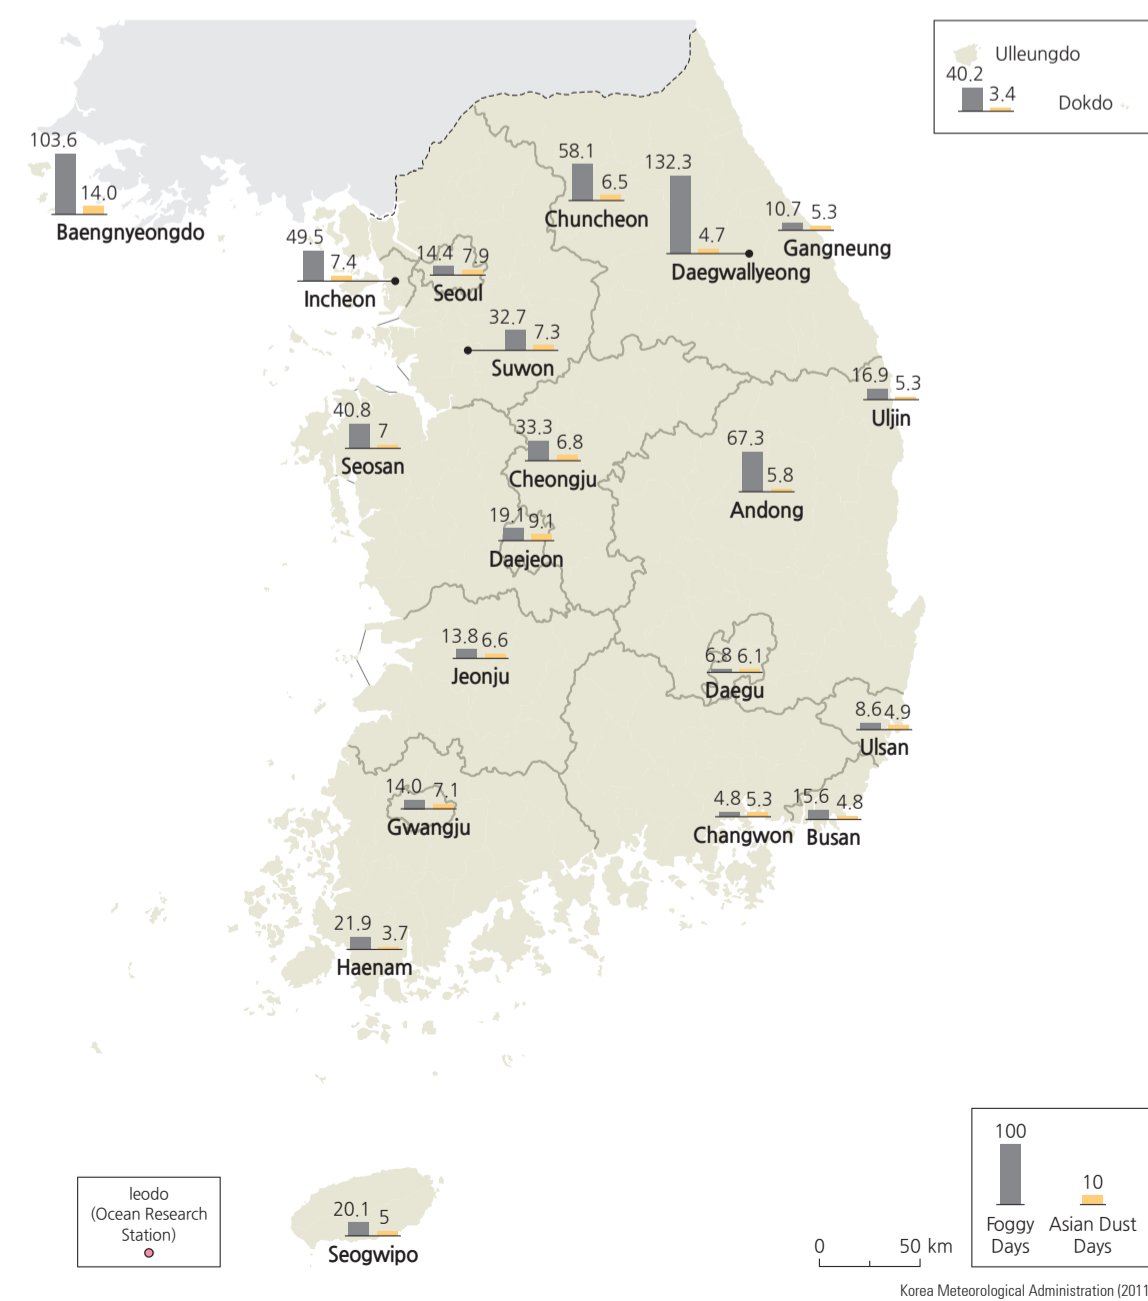 Ulleungdo
40.2
3.4
Dokdo
103.6
14.0
Baengnyeongdo
58.1
6.5
Chuncheon
132.3
4.7
Daegwallyeong
10.7
5.3
Gangneung
49.5
7.4
Incheon
14.4
7.9
Seoul
32.7
7.3
Suwon
16.9
5.3
Uljin
40.8
7
Seosan
33.3
6.8
Cheongju
67.3
5.8
Andong
19.1
9.1
Daejeon
13.8
6.6
Jeonju
6.8
6.1
Daegu
8.6
4.9
Ulsan
14.0
7.1
Gwangju
4.8
5.3
Changwon
15.6
4.8
Busan
21.9
3.7
Haenam
20.1
5
Seogwipo
Ieodo
(Ocean Research
Station)
0
50 km
100
10
Foggy
Days
Asian Dust
Days
Korea Meteorological Administration (2011